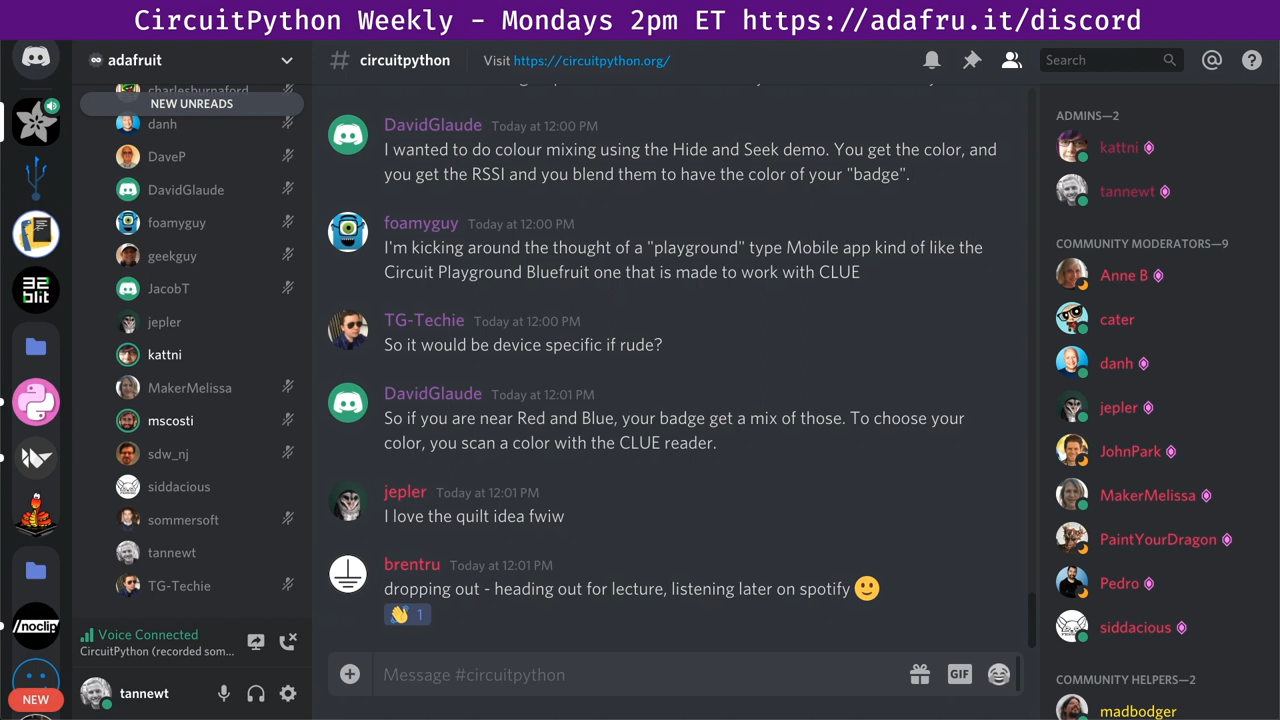 CircuitPython Weekly - Mondays 2pm ET https://adafru.it/discord
adafruit
charlesburnaford
NEW UNREADS
danh
DaveP
DavidGlaude
foamyguy
geekguy
JacobT
jepler
kattni
MakerMelissa
mscosti
sdw_nj
siddacious
sommersoft
tannewt
TG-Techie
Voice Connected
CircuitPython (recorded som...
tannewt
32
blit
/noclip
NEW
# circuitpython
Visit https://circuitpython.org/
Search
DavidGlaude Today at 12:00 PM
I wanted to do colour mixing using the Hide and Seek demo. You get the color, and
you get the RSSI and you blend them to have the color of your "badge".
foamyguy Today at 12:00 PM
I'm kicking around the thought of a "playground" type Mobile app kind of like the
Circuit Playground Bluefruit one that is made to work with CLUE
TG-Techie Today at 12:00 PM
So it would be device specific if rude?
DavidGlaude Today at 12:01 PM
So if you are near Red and Blue, your badge get a mix of those. To choose your
color, you scan a color with the CLUE reader.
jepler Today at 12:01 PM
I love the quilt idea fwiw
brentru Today at 12:01 PM
dropping out - heading out for lecture, listening later on spotify 🙂
👏 1
Message #circuitpython
GIF
ADMINS—2
kattni
tannewt
COMMUNITY MODERATORS—9
Anne B
cater
danh
jepler
JohnPark
MakerMelissa
PaintYourDragon
Pedro
siddacious
COMMUNITY HELPERS—2
madbodger